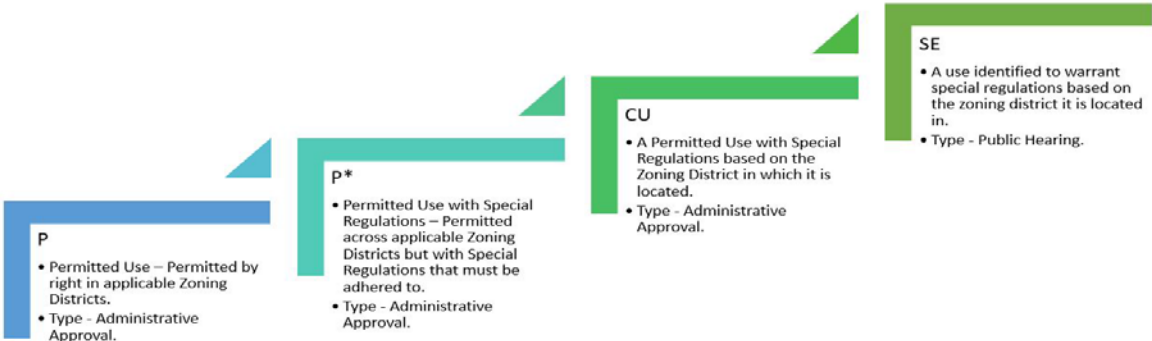 P
• Permitted Use – Permitted by
right in applicable Zoning
Districts.
• Type - Administrative
Approval.
P*
• Permitted Use with Special
Regulations – Permitted
across applicable Zoning
Districts but with Special
Regulations that must be
adhered to.
• Type - Administrative
Approval.
CU
• A Permitted Use with Special
Regulations based on the
Zoning District in which it is
located.
• Type - Administrative
Approval.
SE
• A use identified to warrant
special regulations based on
the zoning district it is located
in.
• Type - Public Hearing.